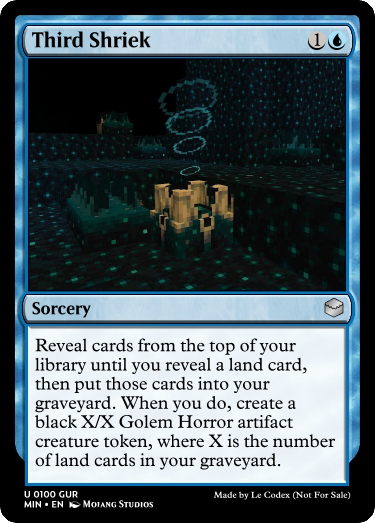 Third Shriek 1
Sorcery
Reveal cards from the top of your
library until you reveal a land card,
then put those cards into your
graveyard. When you do, create a
black X/X Golem Horror artifact
creature token, where X is the number
of land cards in your graveyard.
U 0100 GUR
MIN • EN Mojang Studios
Made by Le Codex (Not For Sale)